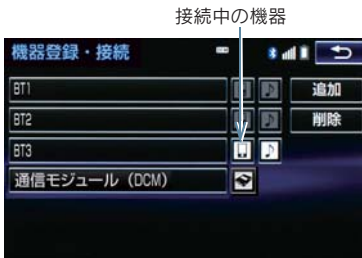 接続中の機器
機器登録・接続
BT1
追加
BT2
削除
BT3
通信モジュール（DCM）